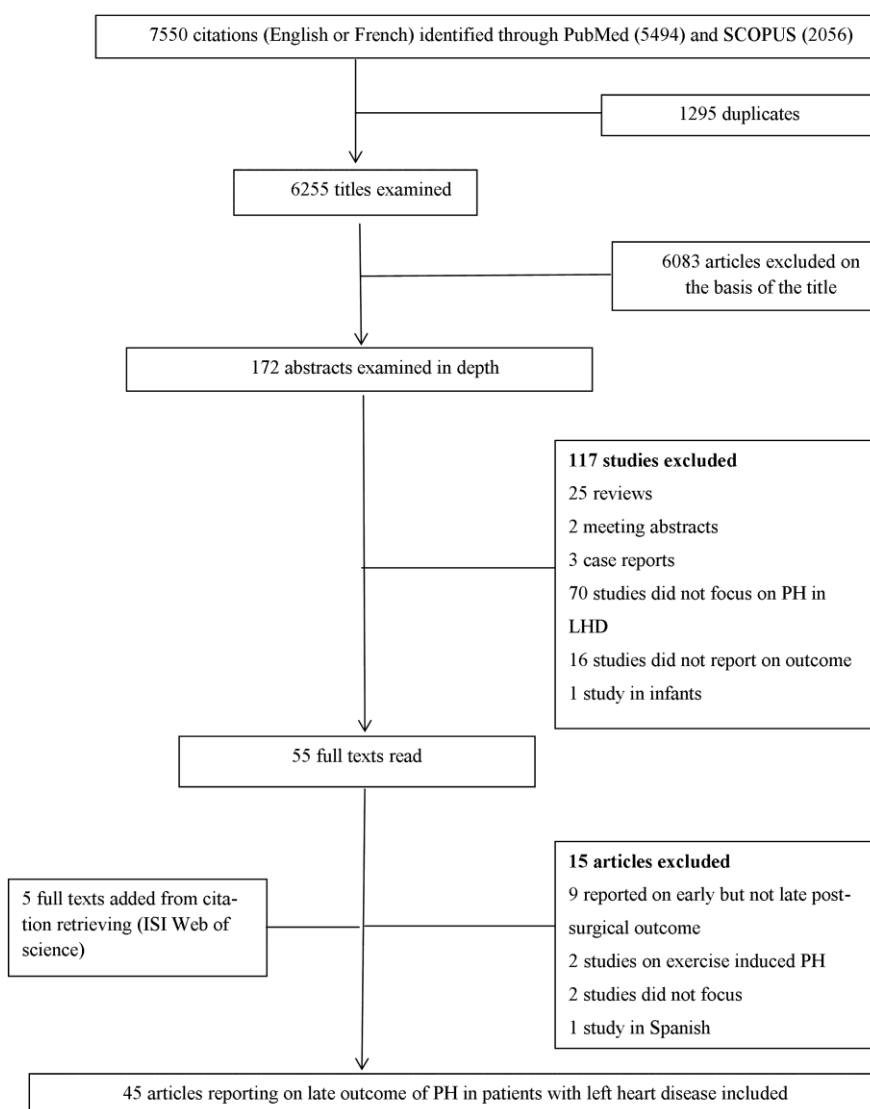 7550 citations (English or French) identified through PubMed (5494) and SCOPUS (2056)
1295 duplicates
6255 titles examined
6083 articles excluded on
the basis of the title
172 abstracts examined in depth
117 studies excluded
25 reviews
2 meeting abstracts
3 case reports
70 studies did not focus on PH in
LHD
16 studies did not report on outcome
1 study in infants
55 full texts read
5 full texts added from cita-
tion retrieving (ISI Web of
science)
15 articles excluded
9 reported on early but not late post-
surgical outcome
2 studies on exercise induced PH
2 studies did not focus
1 study in Spanish
45 articles reporting on late outcome of PH in patients with left heart disease included